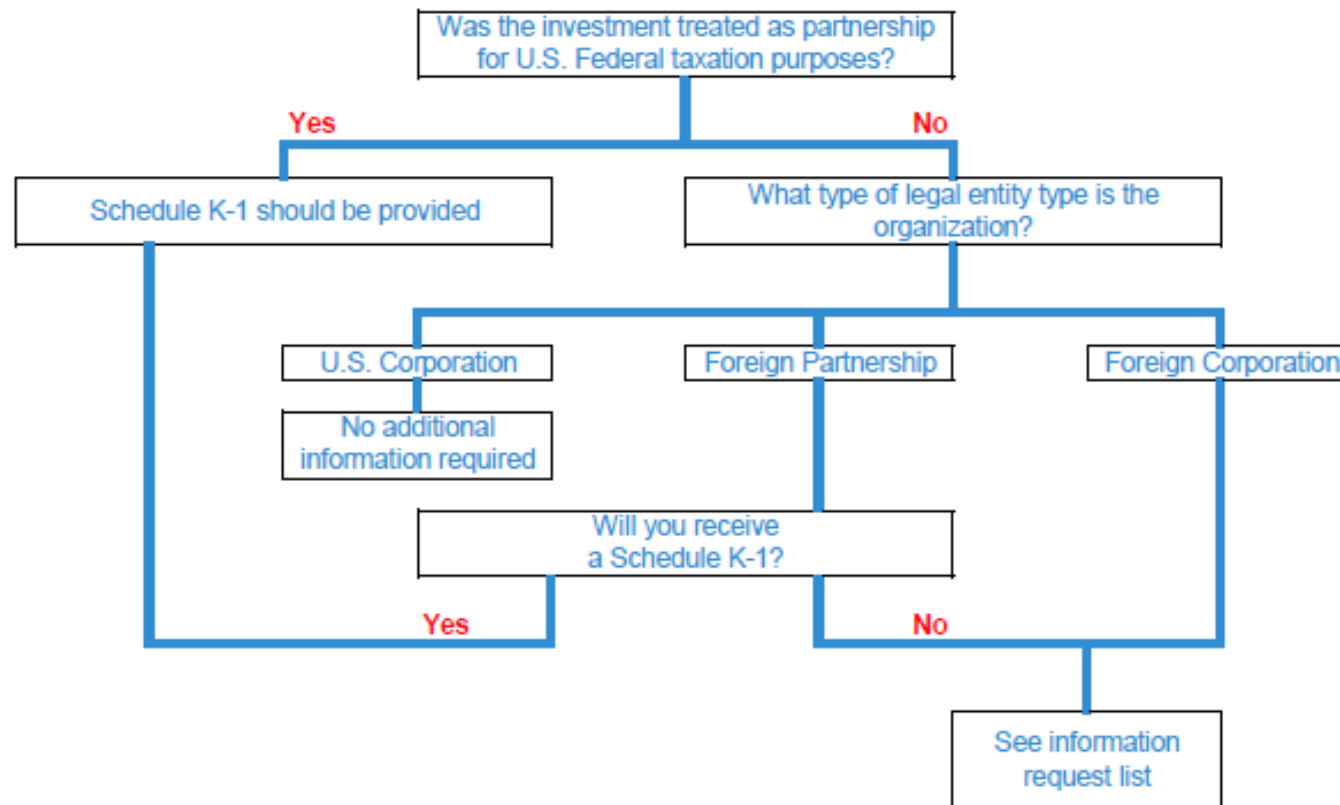 Was the investment treated as partnership
for U.S. Federal taxation purposes?
Yes
No
Schedule K-1 should be provided
What type of legal entity type is the
organization?
U.S. Corporation
Foreign Partnership
Foreign Corporation
No additional
information required
Will you receive
a Schedule K-1?
Yes
No
See information
request list